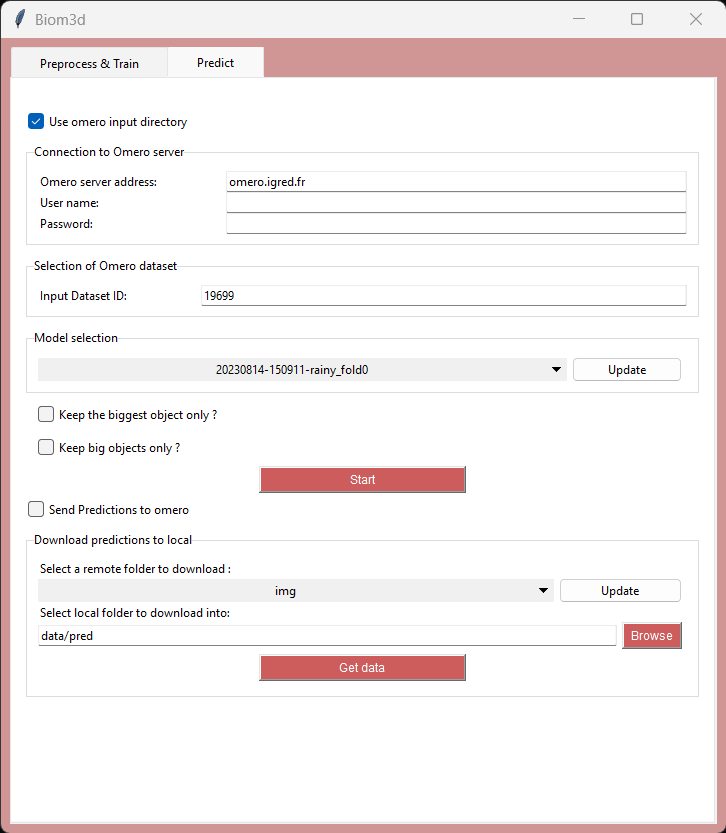 Biom3d
Preprocess & Train
Predict
Use omero input directory
Connection to Omero server
Omero server address: omero.igred.fr
User name:
Password:
Selection of Omero dataset
Input Dataset ID: 19699
Model selection
20230814-150911-rainy_fold0 Update
Keep the biggest object only ?
Keep big objects only ?
Start
Send Predictions to omero
Download predictions to local
Select a remote folder to download :
img Update
Select local folder to download into:
data/pred Browse
Get data